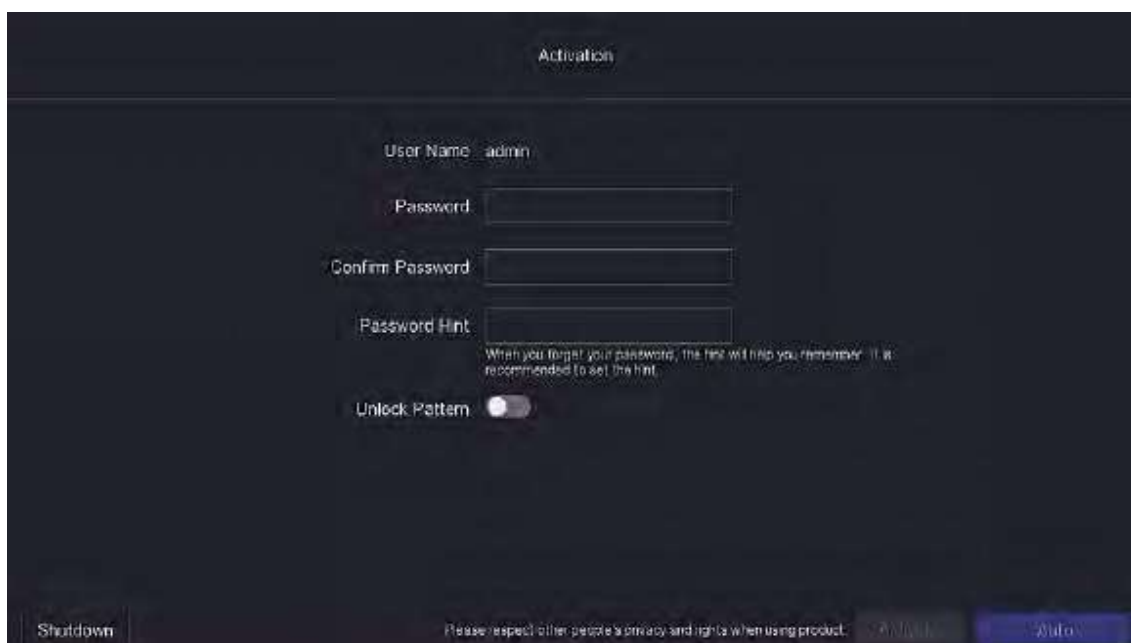 Activation
User Name admin
Password
Confirm Password
Password Hint
When you forget your password, the hint will help you remember. It is
recommended to set the hint.
Unlock Pattern
Shutdown
Please respect other people's privacy and rights when using product.